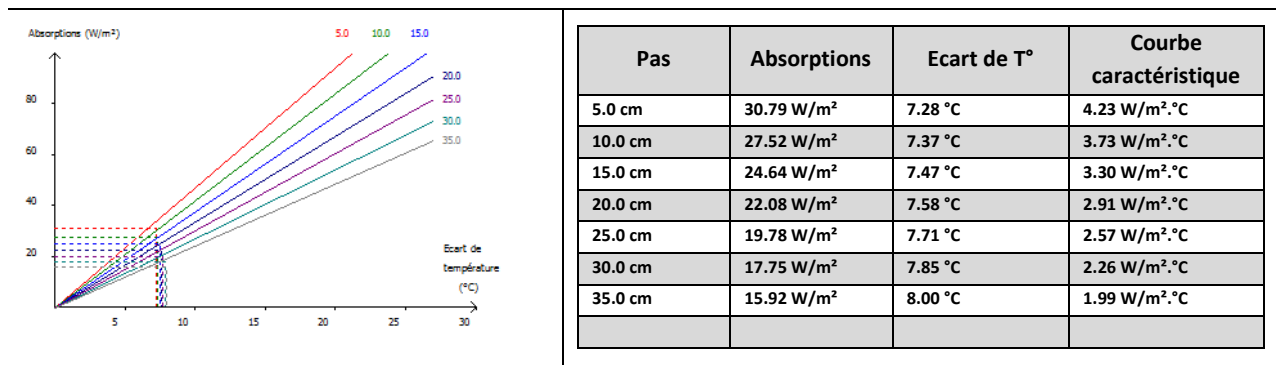 Absorptions (W/m²)
5.0 10.0 15.0
20.0
25.0
30.0
35.0
80
60
40
20
Ecart de
température
(°C)
5 10 15 20 25 30
Pas Absorptions Ecart de T° Courbe
caractéristique
5.0 cm 30.79 W/m² 7.28 °C 4.23 W/m².°C
10.0 cm 27.52 W/m² 7.37 °C 3.73 W/m².°C
15.0 cm 24.64 W/m² 7.47 °C 3.30 W/m².°C
20.0 cm 22.08 W/m² 7.58 °C 2.91 W/m².°C
25.0 cm 19.78 W/m² 7.71 °C 2.57 W/m².°C
30.0 cm 17.75 W/m² 7.85 °C 2.26 W/m².°C
35.0 cm 15.92 W/m² 8.00 °C 1.99 W/m².°C